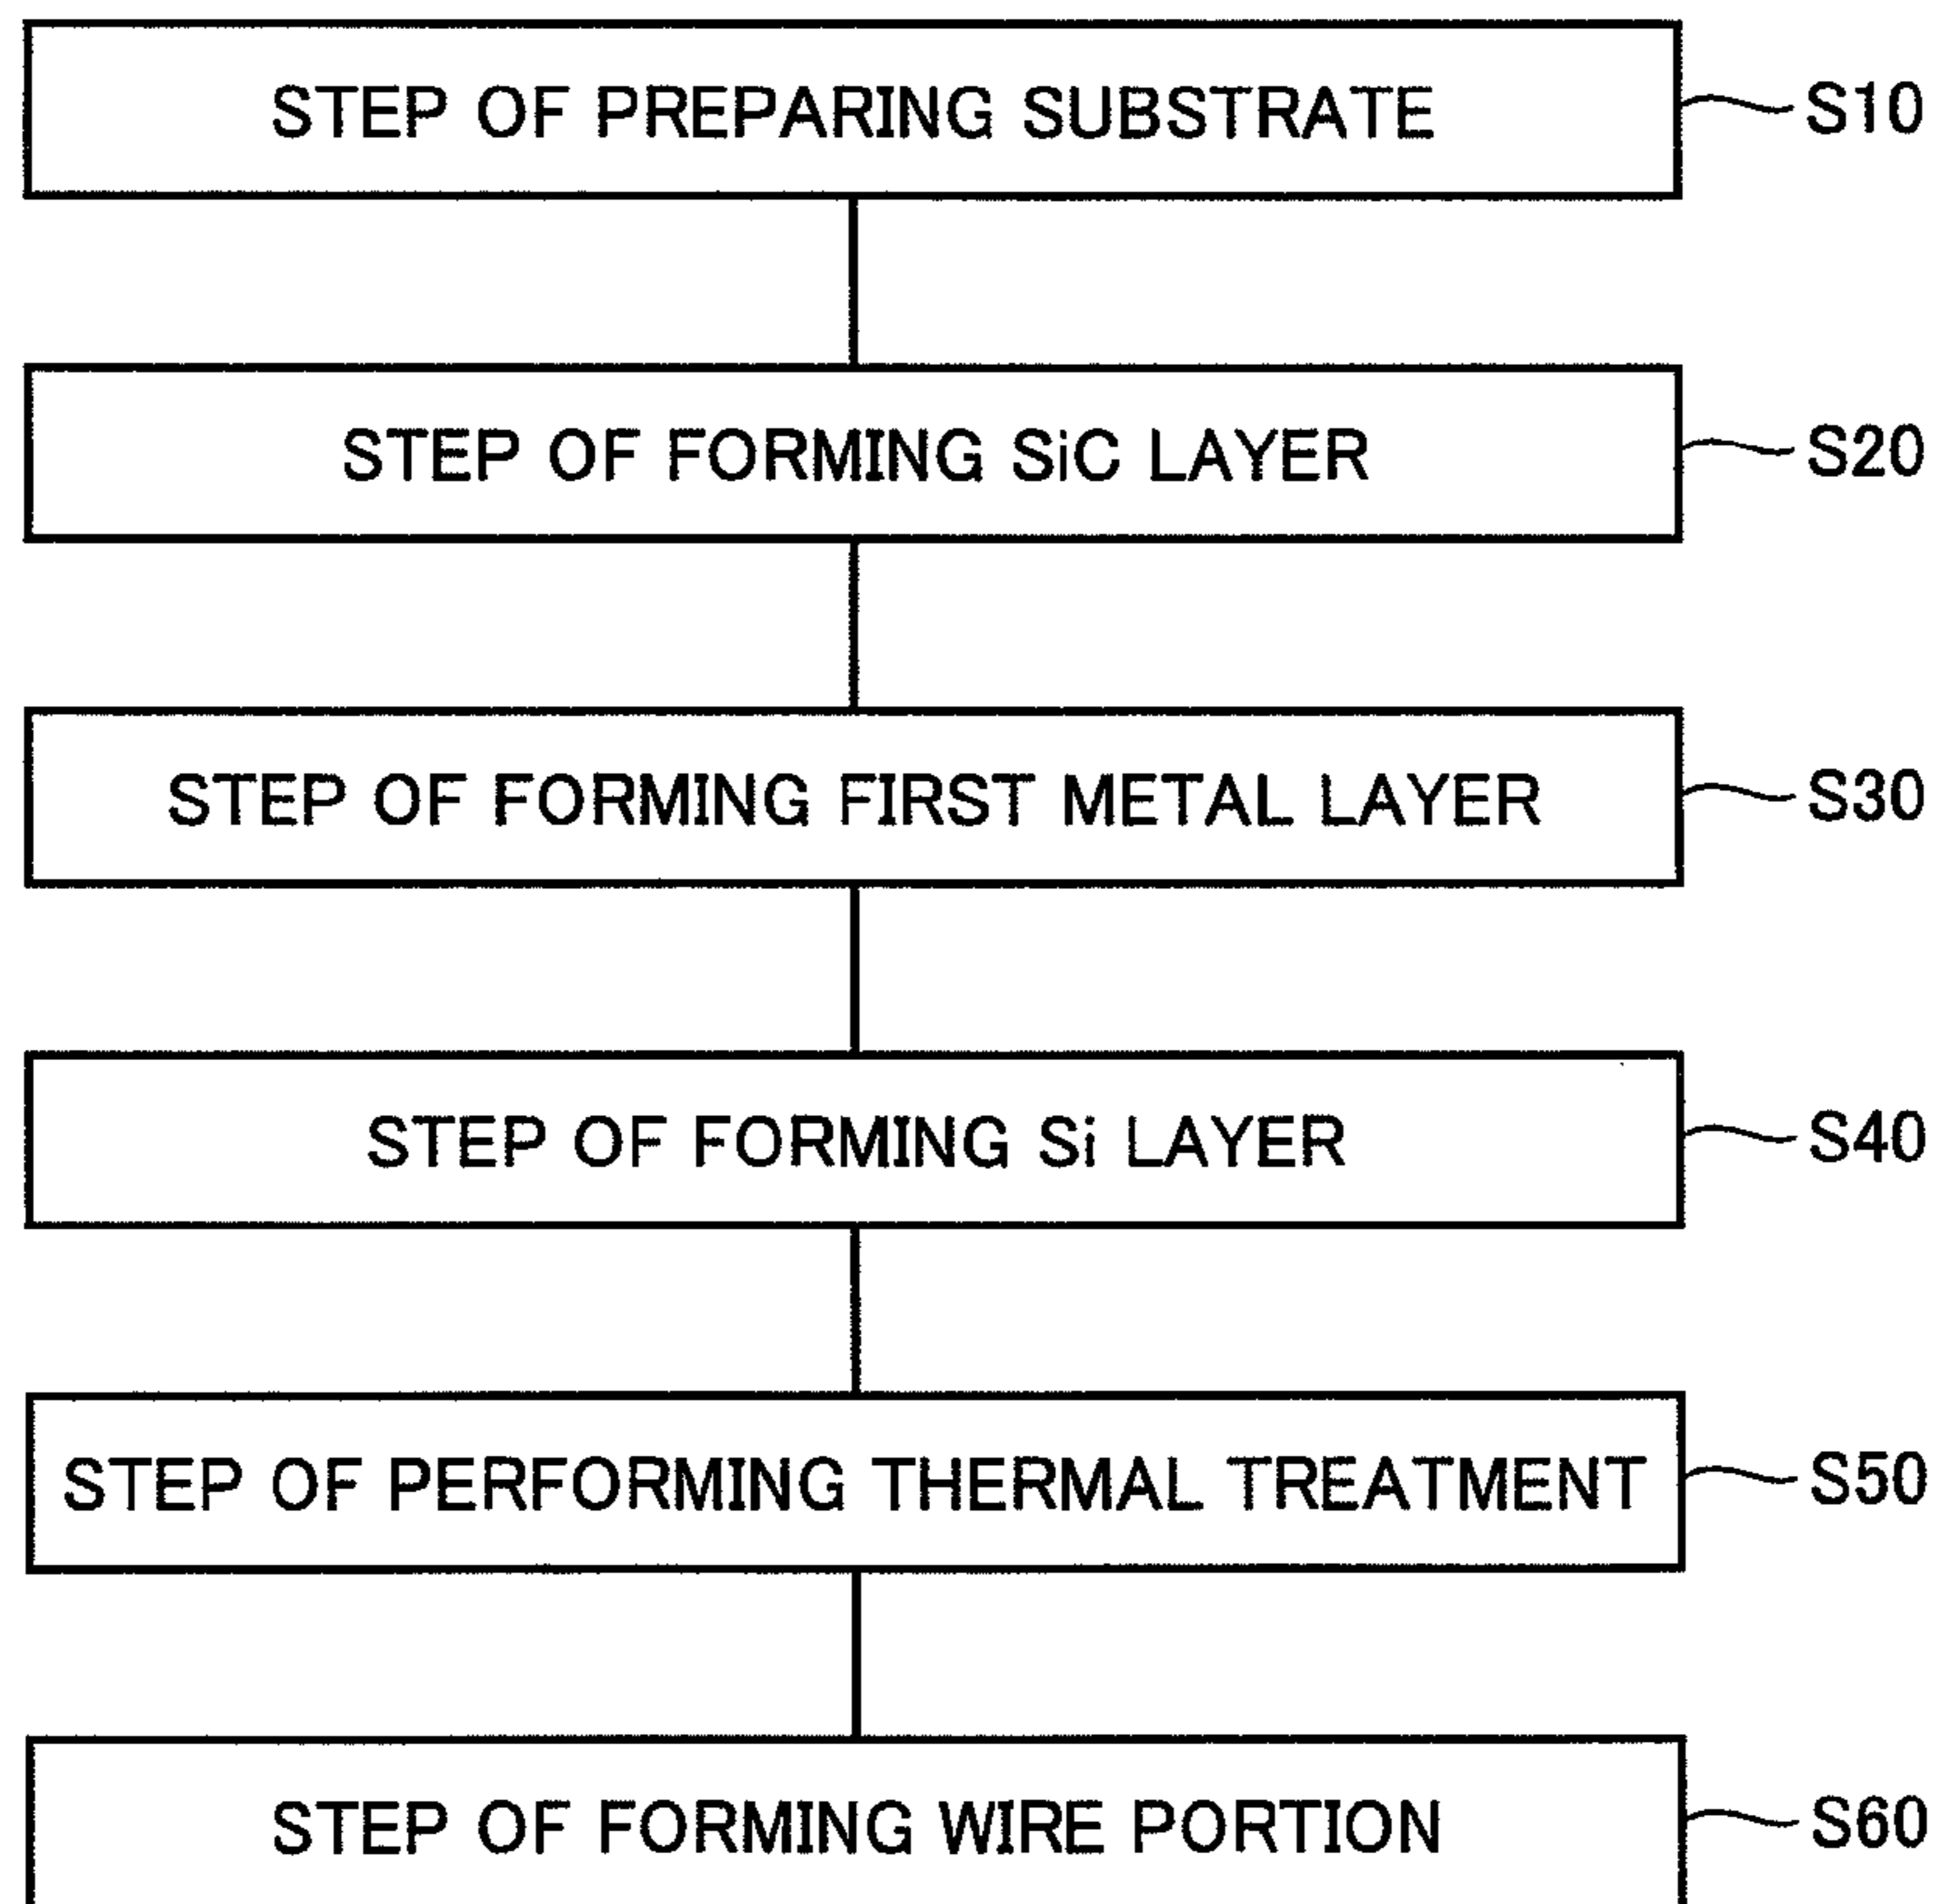 STEP OF PREPARING SUBSTRATE S10
STEP OF FORMING SiC LAYER S20
STEP OF FORMING FIRST METAL LAYER S30
STEP OF FORMING Si LAYER S40
STEP OF PERFORMING THERMAL TREATMENT S50
STEP OF FORMING WIRE PORTION S60